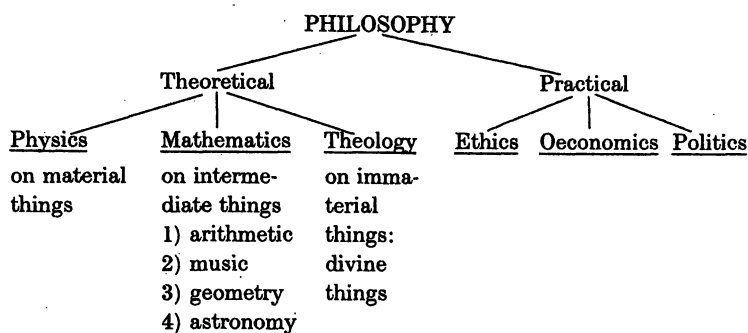 PHILOSOPHY
Theoretical Practical
Physics Mathematics Theology Ethics Oeconomics Politics
on material on interme- on imma-
things diate things terial
1) arithmetic things:
2) music divine
3) geometry things
4) astronomy